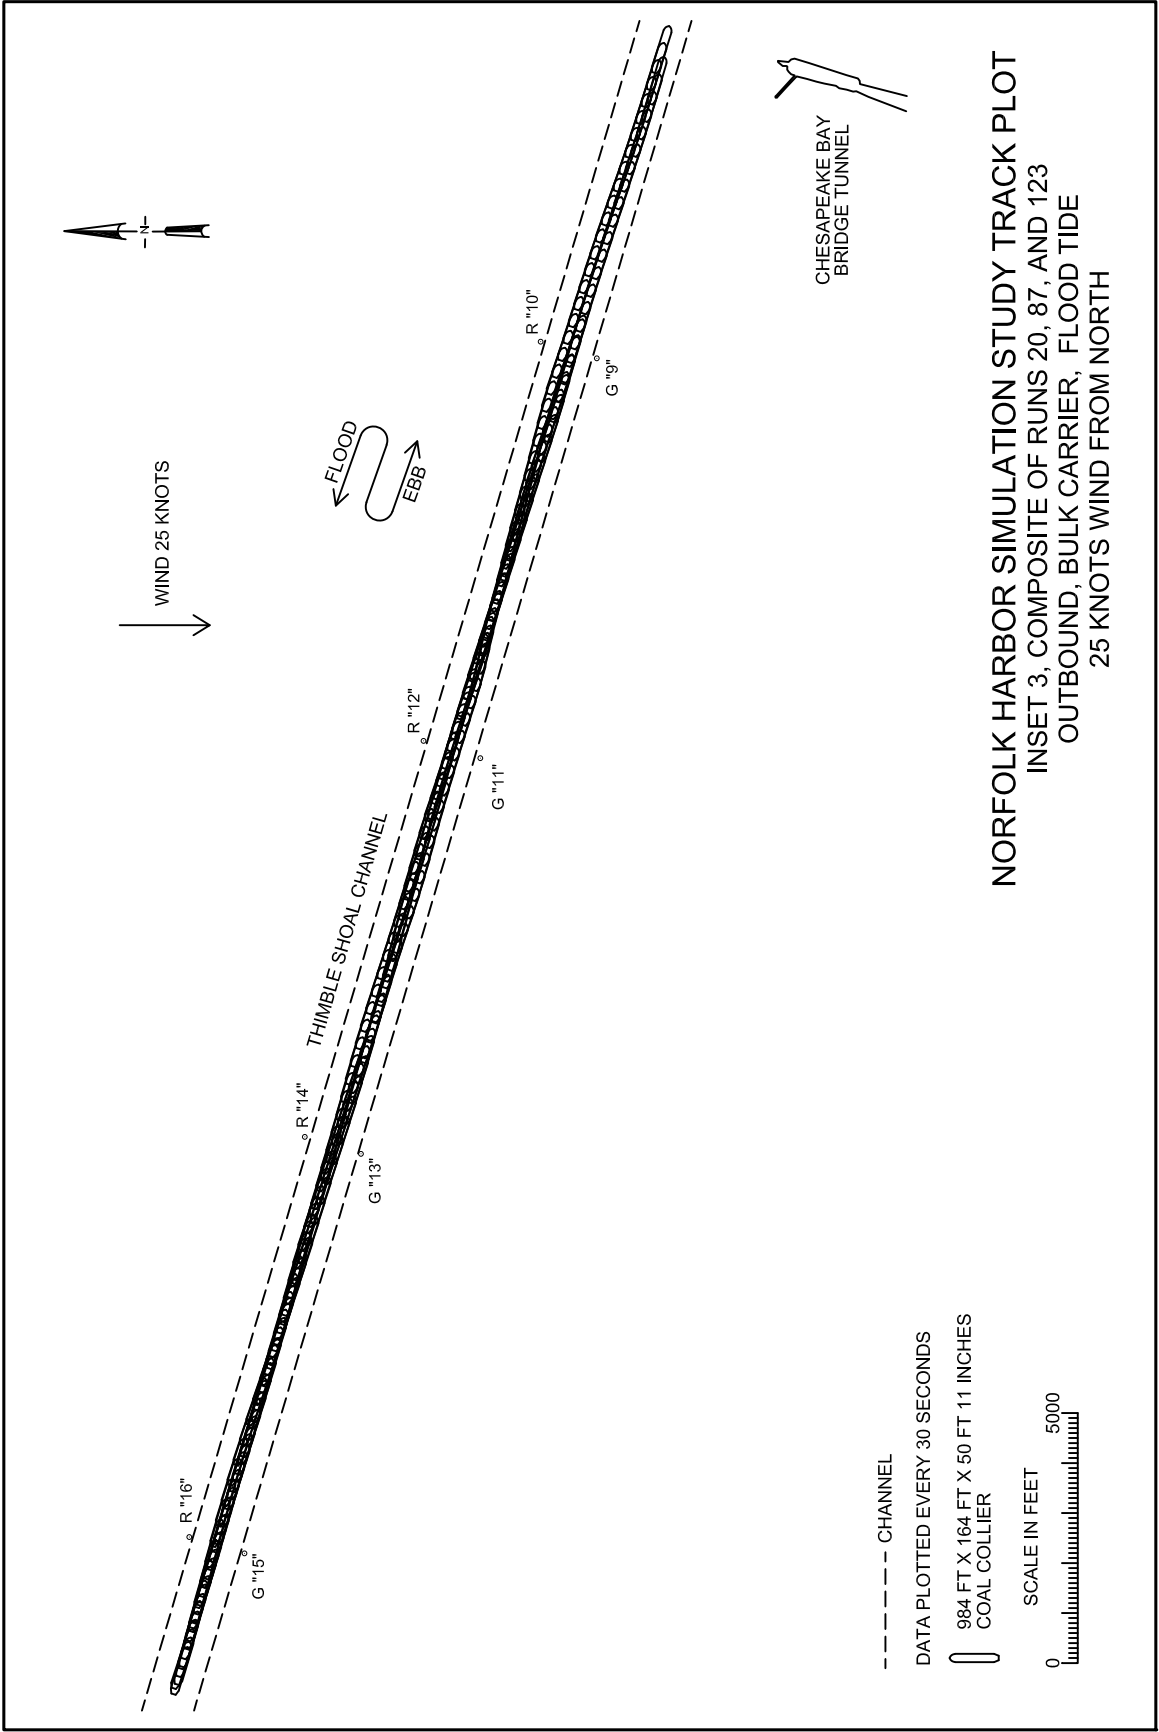 N
WIND 25 KNOTS
FLOOD
EBB
R "16"
R "14"
R "12"
R "10"
THIMBLE SHOAL CHANNEL
G "15"
G "13"
G "11"
G "9"
CHESAPEAKE BAY
BRIDGE TUNNEL
CHANNEL
DATA PLOTTED EVERY 30 SECONDS
984 FT X 164 FT X 50 FT 11 INCHES
COAL COLLIER
SCALE IN FEET
0 5000
NORFOLK HARBOR SIMULATION STUDY TRACK PLOT
INSET 3, COMPOSITE OF RUNS 20, 87, AND 123
OUTBOUND, BULK CARRIER, FLOOD TIDE
25 KNOTS WIND FROM NORTH